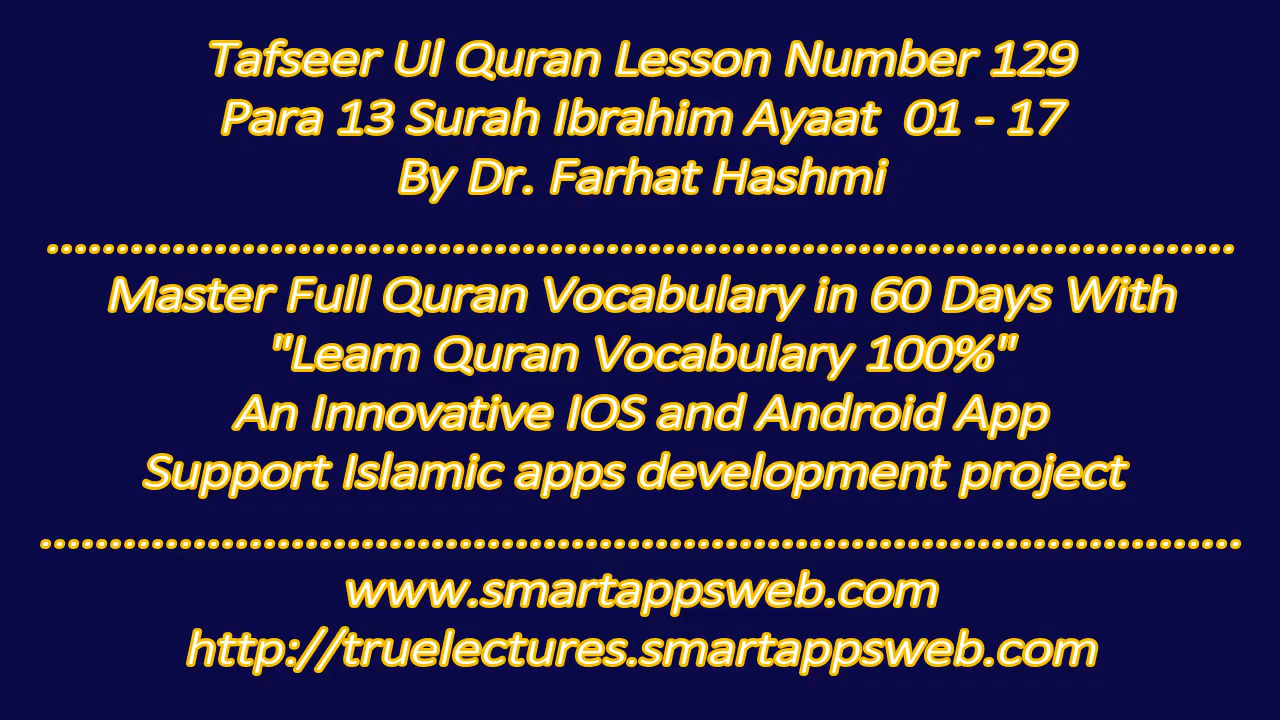 Tafseer Ul Quran Lesson Number 129
Para 13 Surah Ibrahim Ayaat  01 - 17
By Dr. Farhat Hashmi
Master Full Quran Vocabulary in 60 Days With
"Learn Quran Vocabulary 100%"
An Innovative IOS and Android App
Support Islamic apps development project
www.smartappsweb.com
http://truelectures.smartappsweb.com